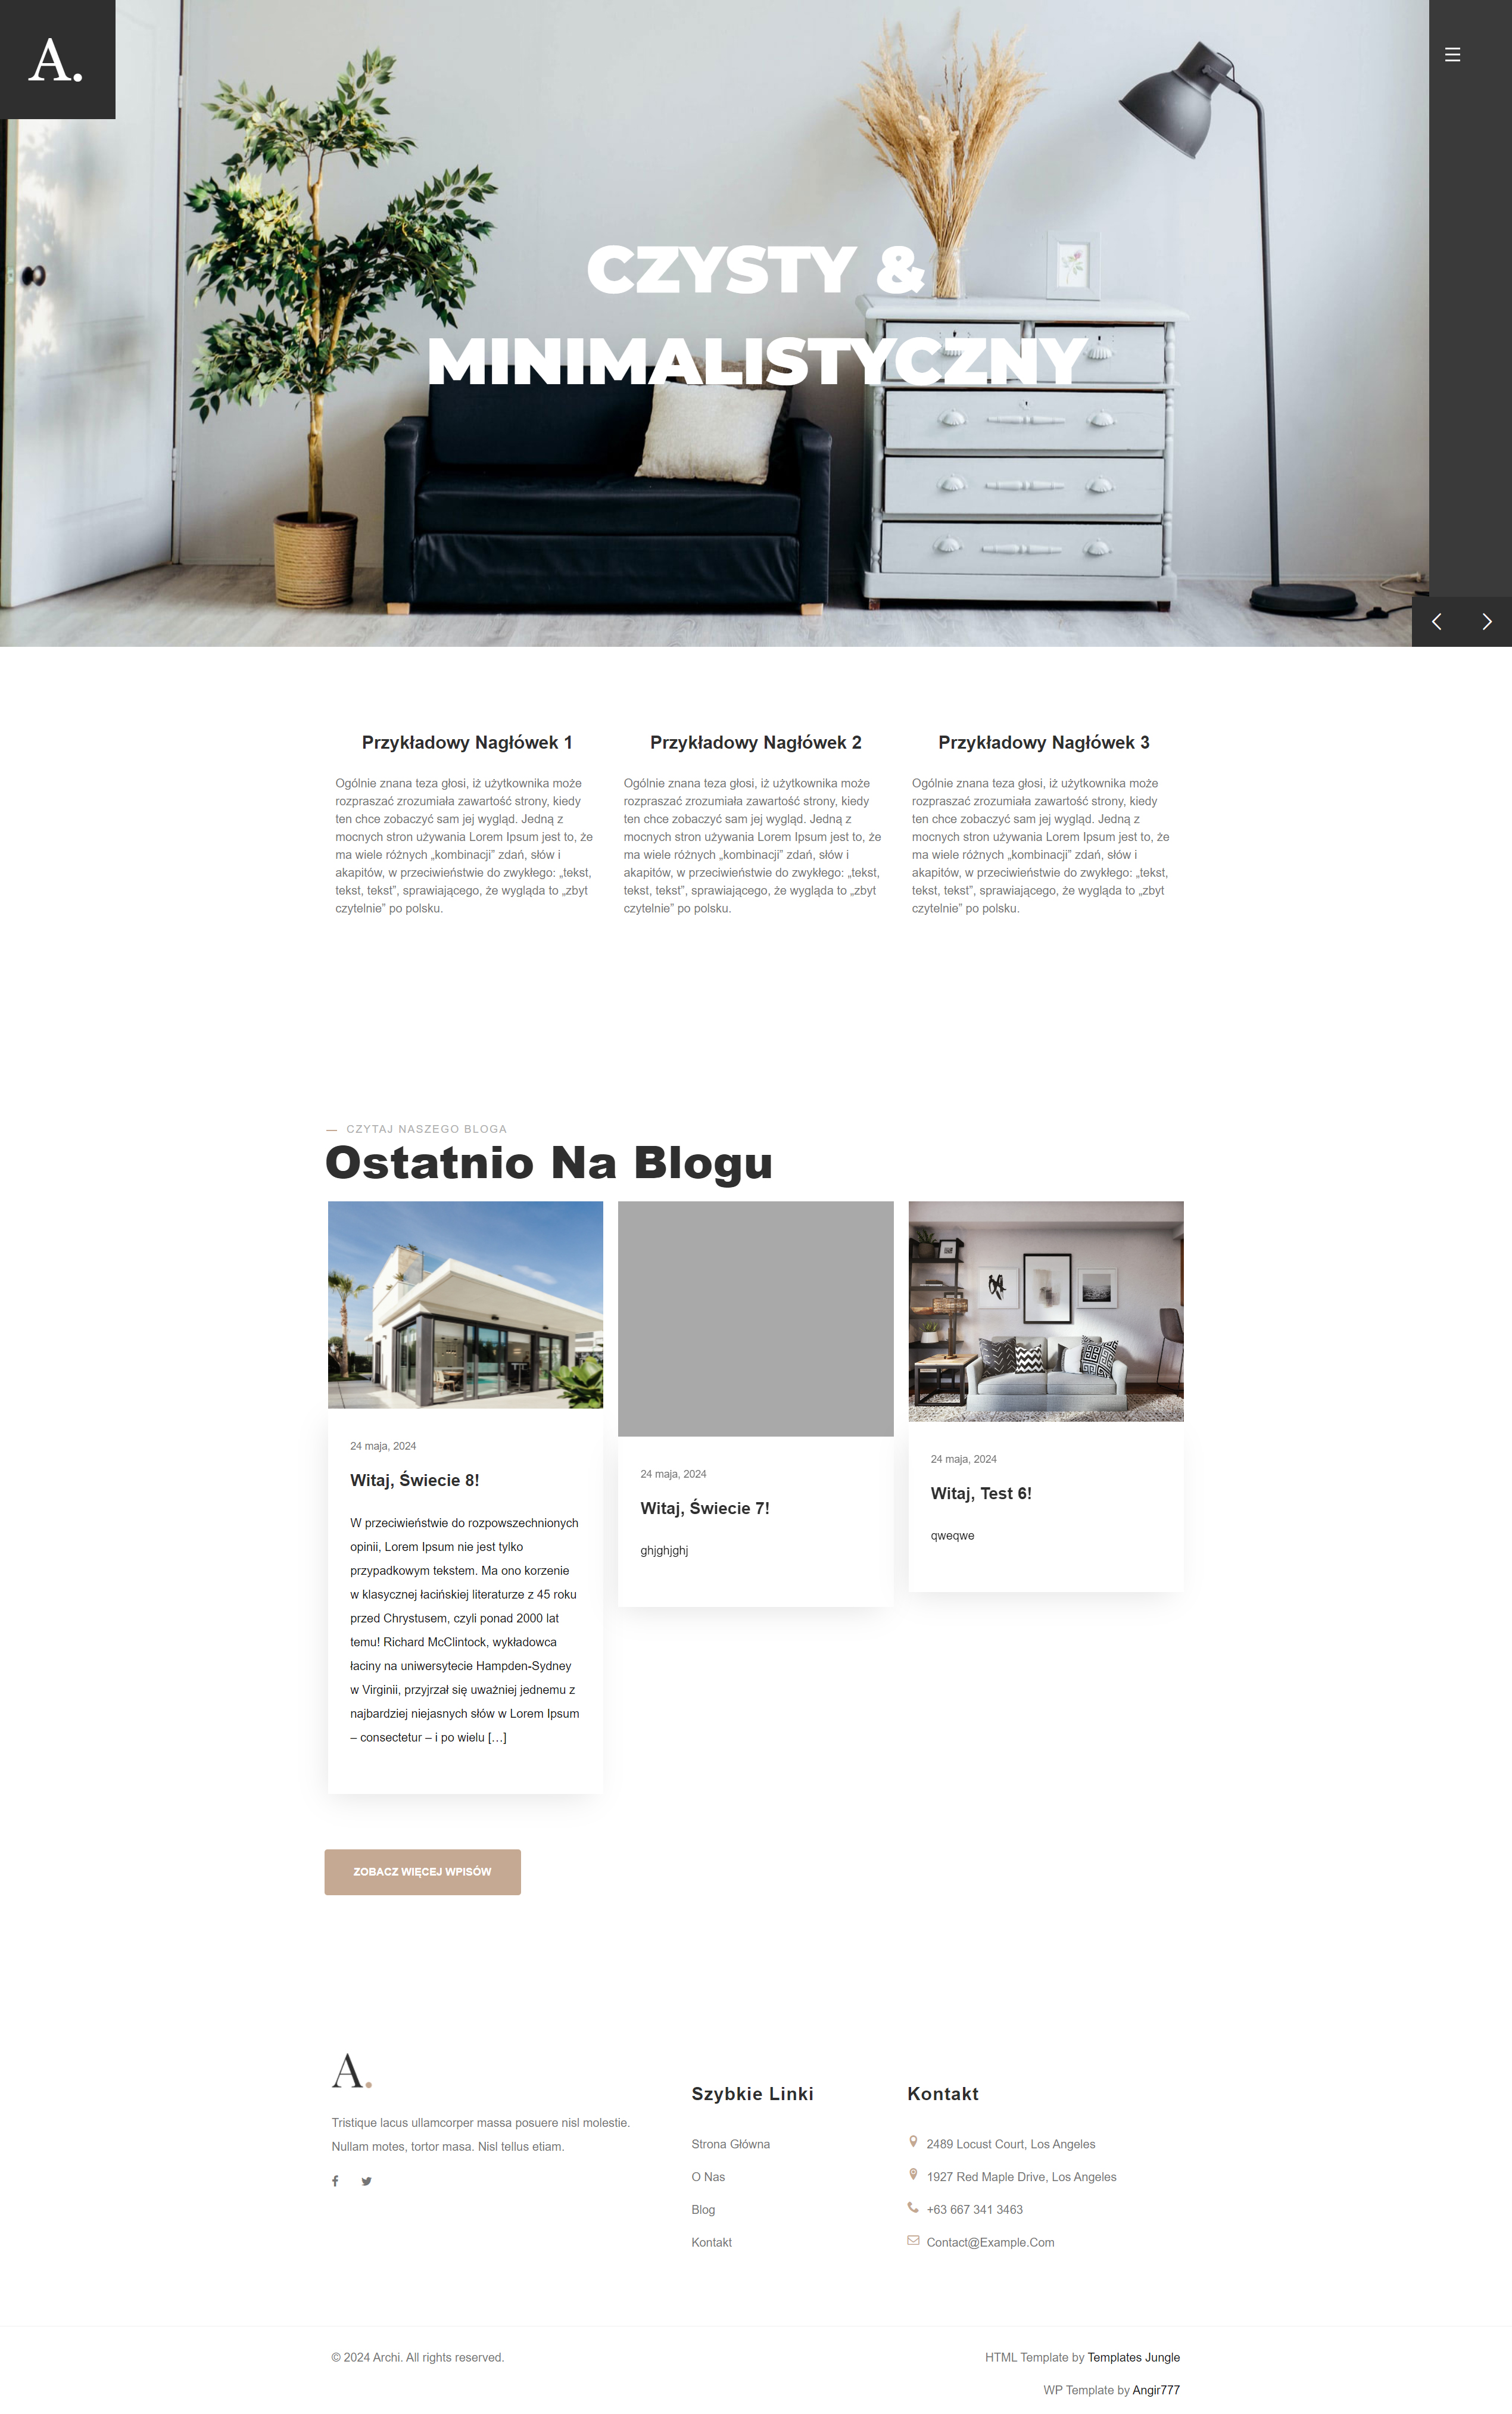 A.
CZYSTY &
MINIMALISTYCZNY
Przykładowy Nagłówek 1
Ogólnie znana teza głosi, iż użytkownika może
rozpraszać zrozumiała zawartość strony, kiedy
ten chce zobaczyć sam jej wygląd. Jedną z
mocnych stron używania Lorem Ipsum jest to, że
ma wiele różnych „kombinacji” zdań, słów i
akapitów, w przeciwieństwie do zwykłego: „tekst,
tekst, tekst”, sprawiającego, że wygląda to „zbyt
czytelnie” po polsku.
Przykładowy Nagłówek 2
Ogólnie znana teza głosi, iż użytkownika może
rozpraszać zrozumiała zawartość strony, kiedy
ten chce zobaczyć sam jej wygląd. Jedną z
mocnych stron używania Lorem Ipsum jest to, że
ma wiele różnych „kombinacji” zdań, słów i
akapitów, w przeciwieństwie do zwykłego: „tekst,
tekst, tekst”, sprawiającego, że wygląda to „zbyt
czytelnie” po polsku.
Przykładowy Nagłówek 3
Ogólnie znana teza głosi, iż użytkownika może
rozpraszać zrozumiała zawartość strony, kiedy
ten chce zobaczyć sam jej wygląd. Jedną z
mocnych stron używania Lorem Ipsum jest to, że
ma wiele różnych „kombinacji” zdań, słów i
akapitów, w przeciwieństwie do zwykłego: „tekst,
tekst, tekst”, sprawiającego, że wygląda to „zbyt
czytelnie” po polsku.
— CZYTAJ NASZEGO BLOGA
Ostatnio Na Blogu
24 maja, 2024
Witaj, Świecie 8!
W przeciwieństwie do rozpowszechnionych
opinii, Lorem Ipsum nie jest tylko
przypadkowym tekstem. Ma ono korzenie
w klasycznej łacińskiej literaturze z 45 roku
przed Chrystusem, czyli ponad 2000 lat
temu! Richard McClintock, wykładowca
łaciny na uniwersytecie Hampden-Sydney
w Virginii, przyjrzał się uważniej jednemu z
najbardziej niejasnych słów w Lorem Ipsum
– consectetur – i po wielu […]
24 maja, 2024
Witaj, Świecie 7!
ghjghjghj
24 maja, 2024
Witaj, Test 6!
qweqwe
ZOBACZ WIĘCEJ WPISÓW
A.
Tristique lacus ullamcorper massa posuere nisl molestie.
Nullam motes, tortor masa. Nisl tellus etiam.
Szybkie Linki
Strona Główna
O Nas
Blog
Kontakt
Kontakt
2489 Locust Court, Los Angeles
1927 Red Maple Drive, Los Angeles
+63 667 341 3463
Contact@Example.Com
© 2024 Archi. All rights reserved.
HTML Template by Templates Jungle
WP Template by Angir777